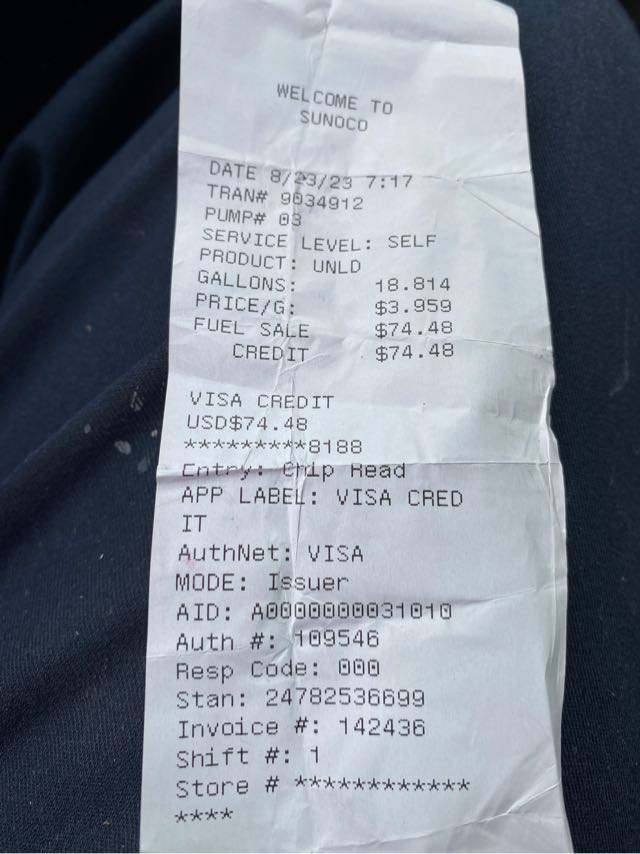 WELCOME TO
SUNOCO
DATE 8/23/23 7:17
TRAN# 9034912
PUMP# 03
SERVICE LEVEL: SELF
PRODUCT: UNLD
GALLONS: 18.814
PRICE/G: $3.959
FUEL SALE $74.48
CREDIT $74.48
VISA CREDIT
USD$74.48
*********8188
Entry: Chip Read
APP LABEL: VISA CRED
IT
AuthNet: VISA
MODE: Issuer
AID: A0000000031010
Auth #: 109546
Resp Code: 000
Stan: 24782536699
Invoice #: 142436
Shift #: 1
Store # ************
****